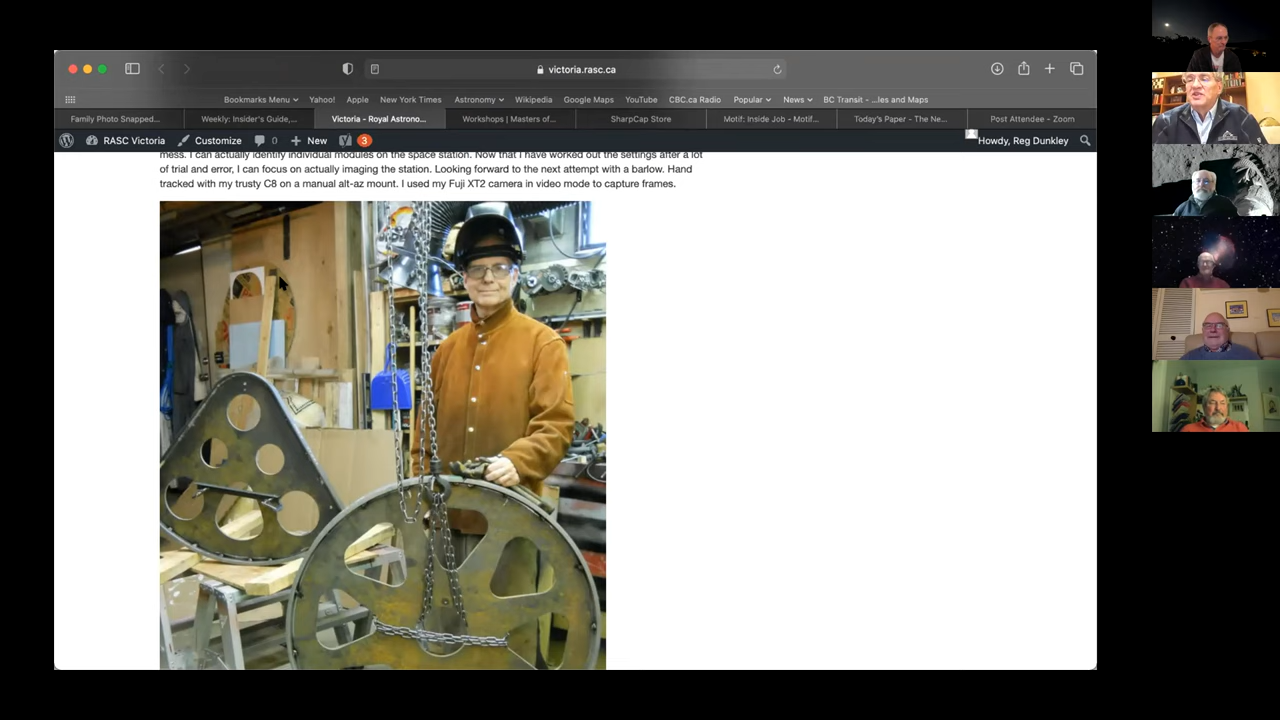 victoria.rasc.ca
Bookmarks Menu Yahoo! Apple New York Times Astronomy Wikipedia Google Maps YouTube CBC.ca Radio Popular News BC Transit - ...les and Maps
Family Photo Snapped... Weekly: Insider's Guide,... Victoria - Royal Astrono... Workshops | Masters of... SharpCap Store Motif: Inside Job - Motif... Today's Paper - The Ne... Post Attendee - Zoom
RASC Victoria Customize 0 New 3 Howdy, Reg Dunkley
mess. I can actually identify individual modules on the space station. Now that I have worked out the settings after a lot
of trial and error, I can focus on actually imaging the station. Looking forward to the next attempt with a barlow. Hand
tracked with my trusty C8 on a manual alt-az mount. I used my Fuji XT2 camera in video mode to capture frames.